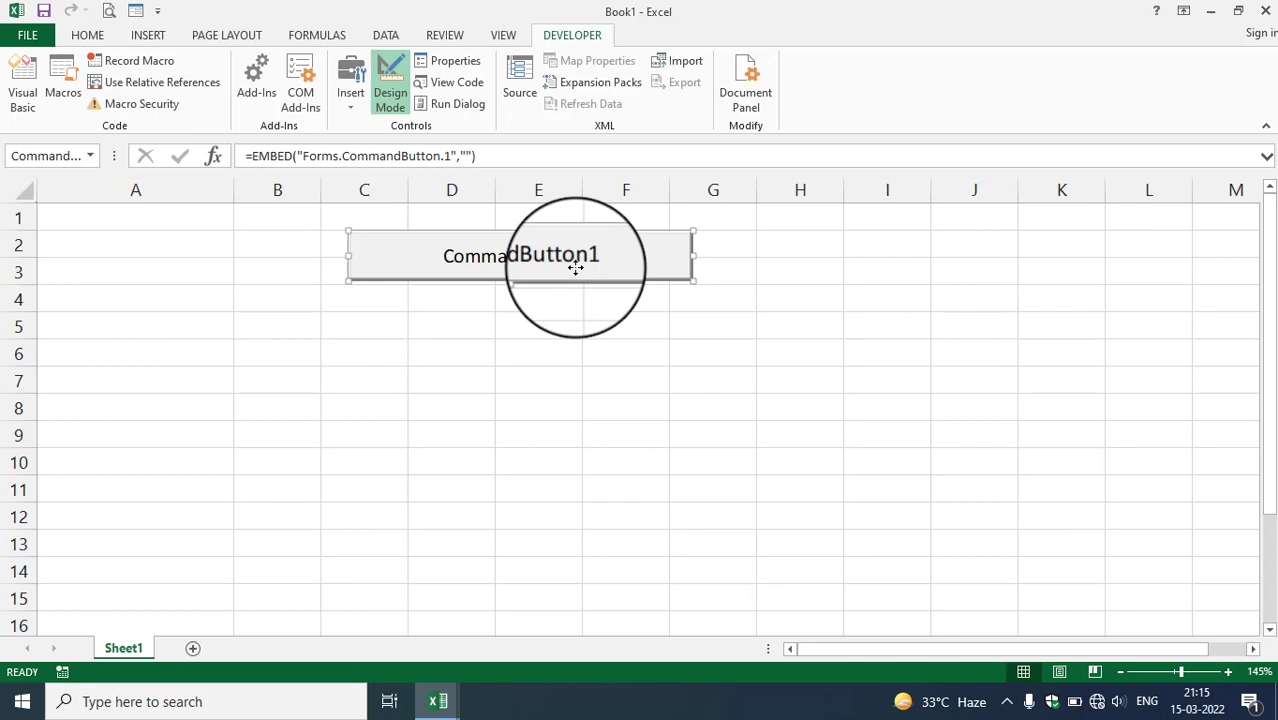 Book1 - Excel
?
FILE
HOME
INSERT
PAGE LAYOUT
FORMULAS
DATA
REVIEW
VIEW
DEVELOPER
Sign in
Visual Basic
Macros
Record Macro
Use Relative References
Macro Security
Code
Add-Ins
COM Add-Ins
Add-Ins
Insert
Design Mode
Properties
View Code
Run Dialog
Controls
Source
Map Properties
Expansion Packs
Refresh Data
Import
Export
XML
Document Panel
Modify
Command...
fx
=EMBED("Forms.CommandButton.1","")
A B C D E F G H I J K L M
1
2
CommadButton1
3
4
5
6
7
8
9
10
11
12
13
14
15
16
Sheet1
READY
145%
Type here to search
33°C Haze
ENG
21:15
15-03-2022
1